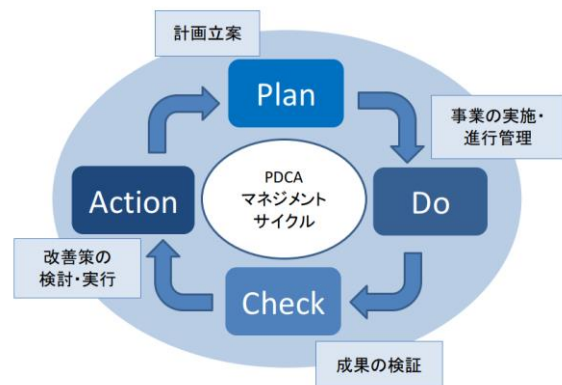 計画立案
Plan
事業の実施・
進行管理
PDCA
マネジメント
サイクル
Action
Do
改善策の
検討・実行
Check
成果の検証